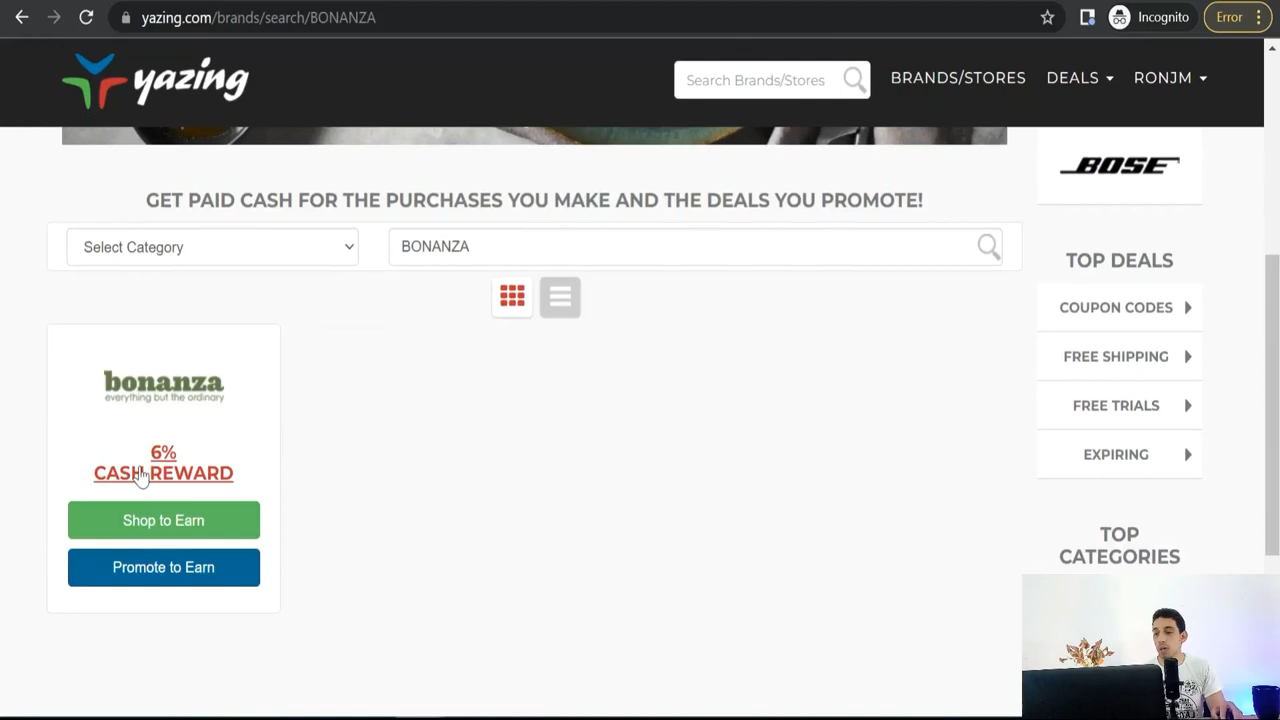 yazing.com/brands/search/BONANZA
Incognito
Error
yazing
Search Brands/Stores
BRANDS/STORES
DEALS
RONJM
BOSE
GET PAID CASH FOR THE PURCHASES YOU MAKE AND THE DEALS YOU PROMOTE!
Select Category
BONANZA
TOP DEALS
COUPON CODES
FREE SHIPPING
FREE TRIALS
EXPIRING
bonanza
everything but the ordinary
6%
CASH REWARD
Shop to Earn
Promote to Earn
TOP
CATEGORIES